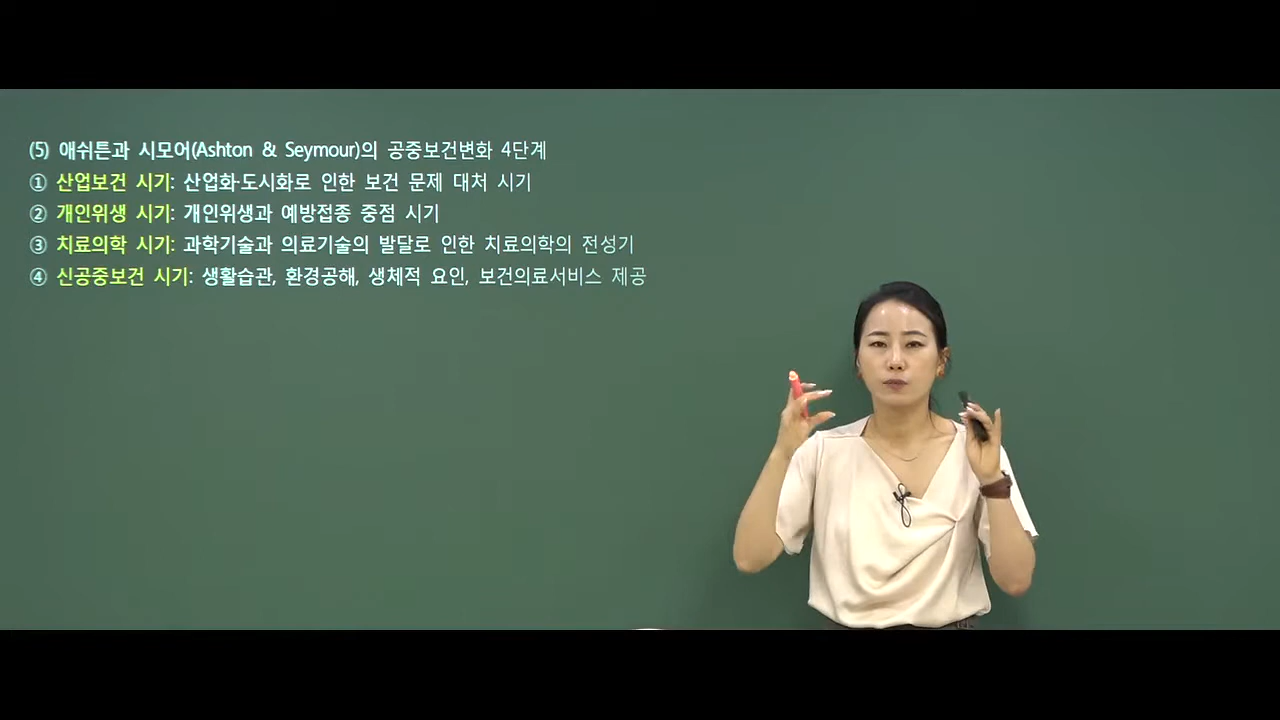 (5) 애쉬튼과 시모어(Ashton & Seymour)의 공중보건변화 4단계
① 산업보건 시기: 산업화·도시화로 인한 보건 문제 대처 시기
② 개인위생 시기: 개인위생과 예방접종 중점 시기
③ 치료의학 시기: 과학기술과 의료기술의 발달로 인한 치료의학의 전성기
④ 신공중보건 시기: 생활습관, 환경공해, 생체적 요인, 보건의료서비스 제공